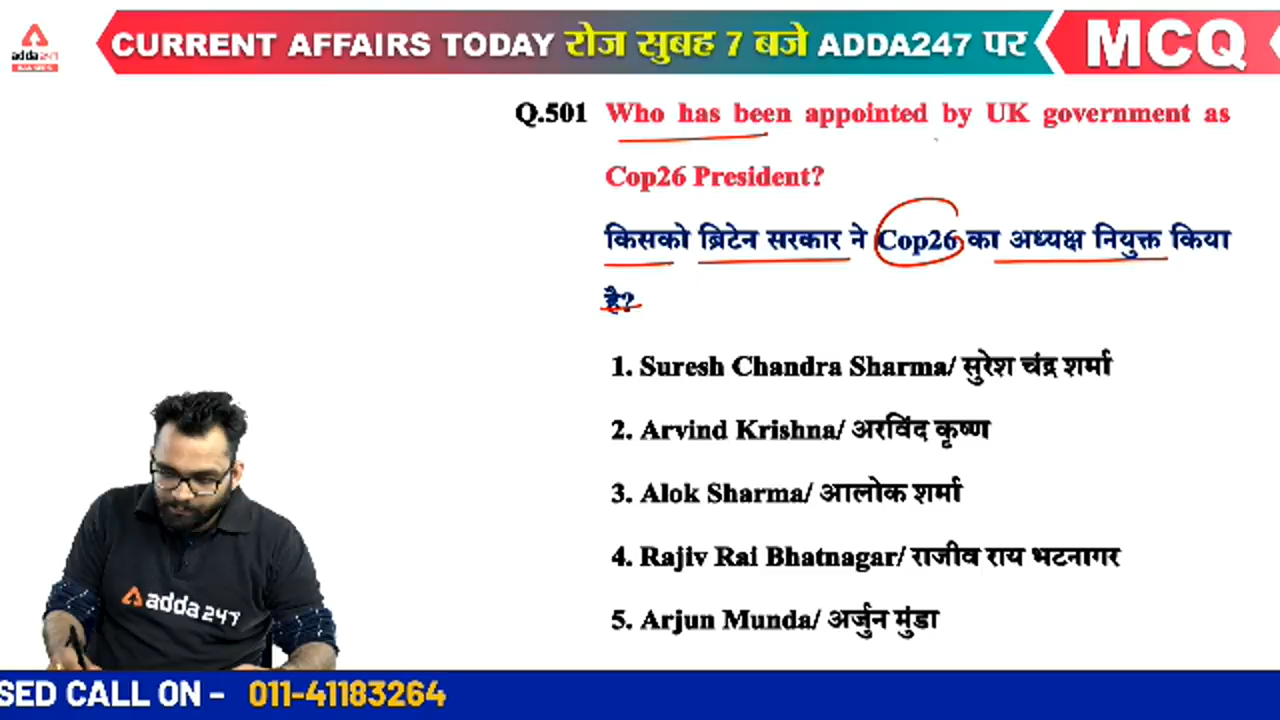 adda247
CURRENT AFFAIRS TODAY रोज सुबह 7 बजे ADDA247 पर
MCQ
Q.501 Who has been appointed by UK government as
Cop26 President?
किसको ब्रिटेन सरकार ने Cop26 का अध्यक्ष नियुक्त किया
है?
1. Suresh Chandra Sharma/ सुरेश चंद्र शर्मा
2. Arvind Krishna/ अरविंद कृष्ण
3. Alok Sharma/ आलोक शर्मा
4. Rajiv Rai Bhatnagar/ राजीव राय भटनागर
5. Arjun Munda/ अर्जुन मुंडा
adda247
SED CALL ON - 011-41183264